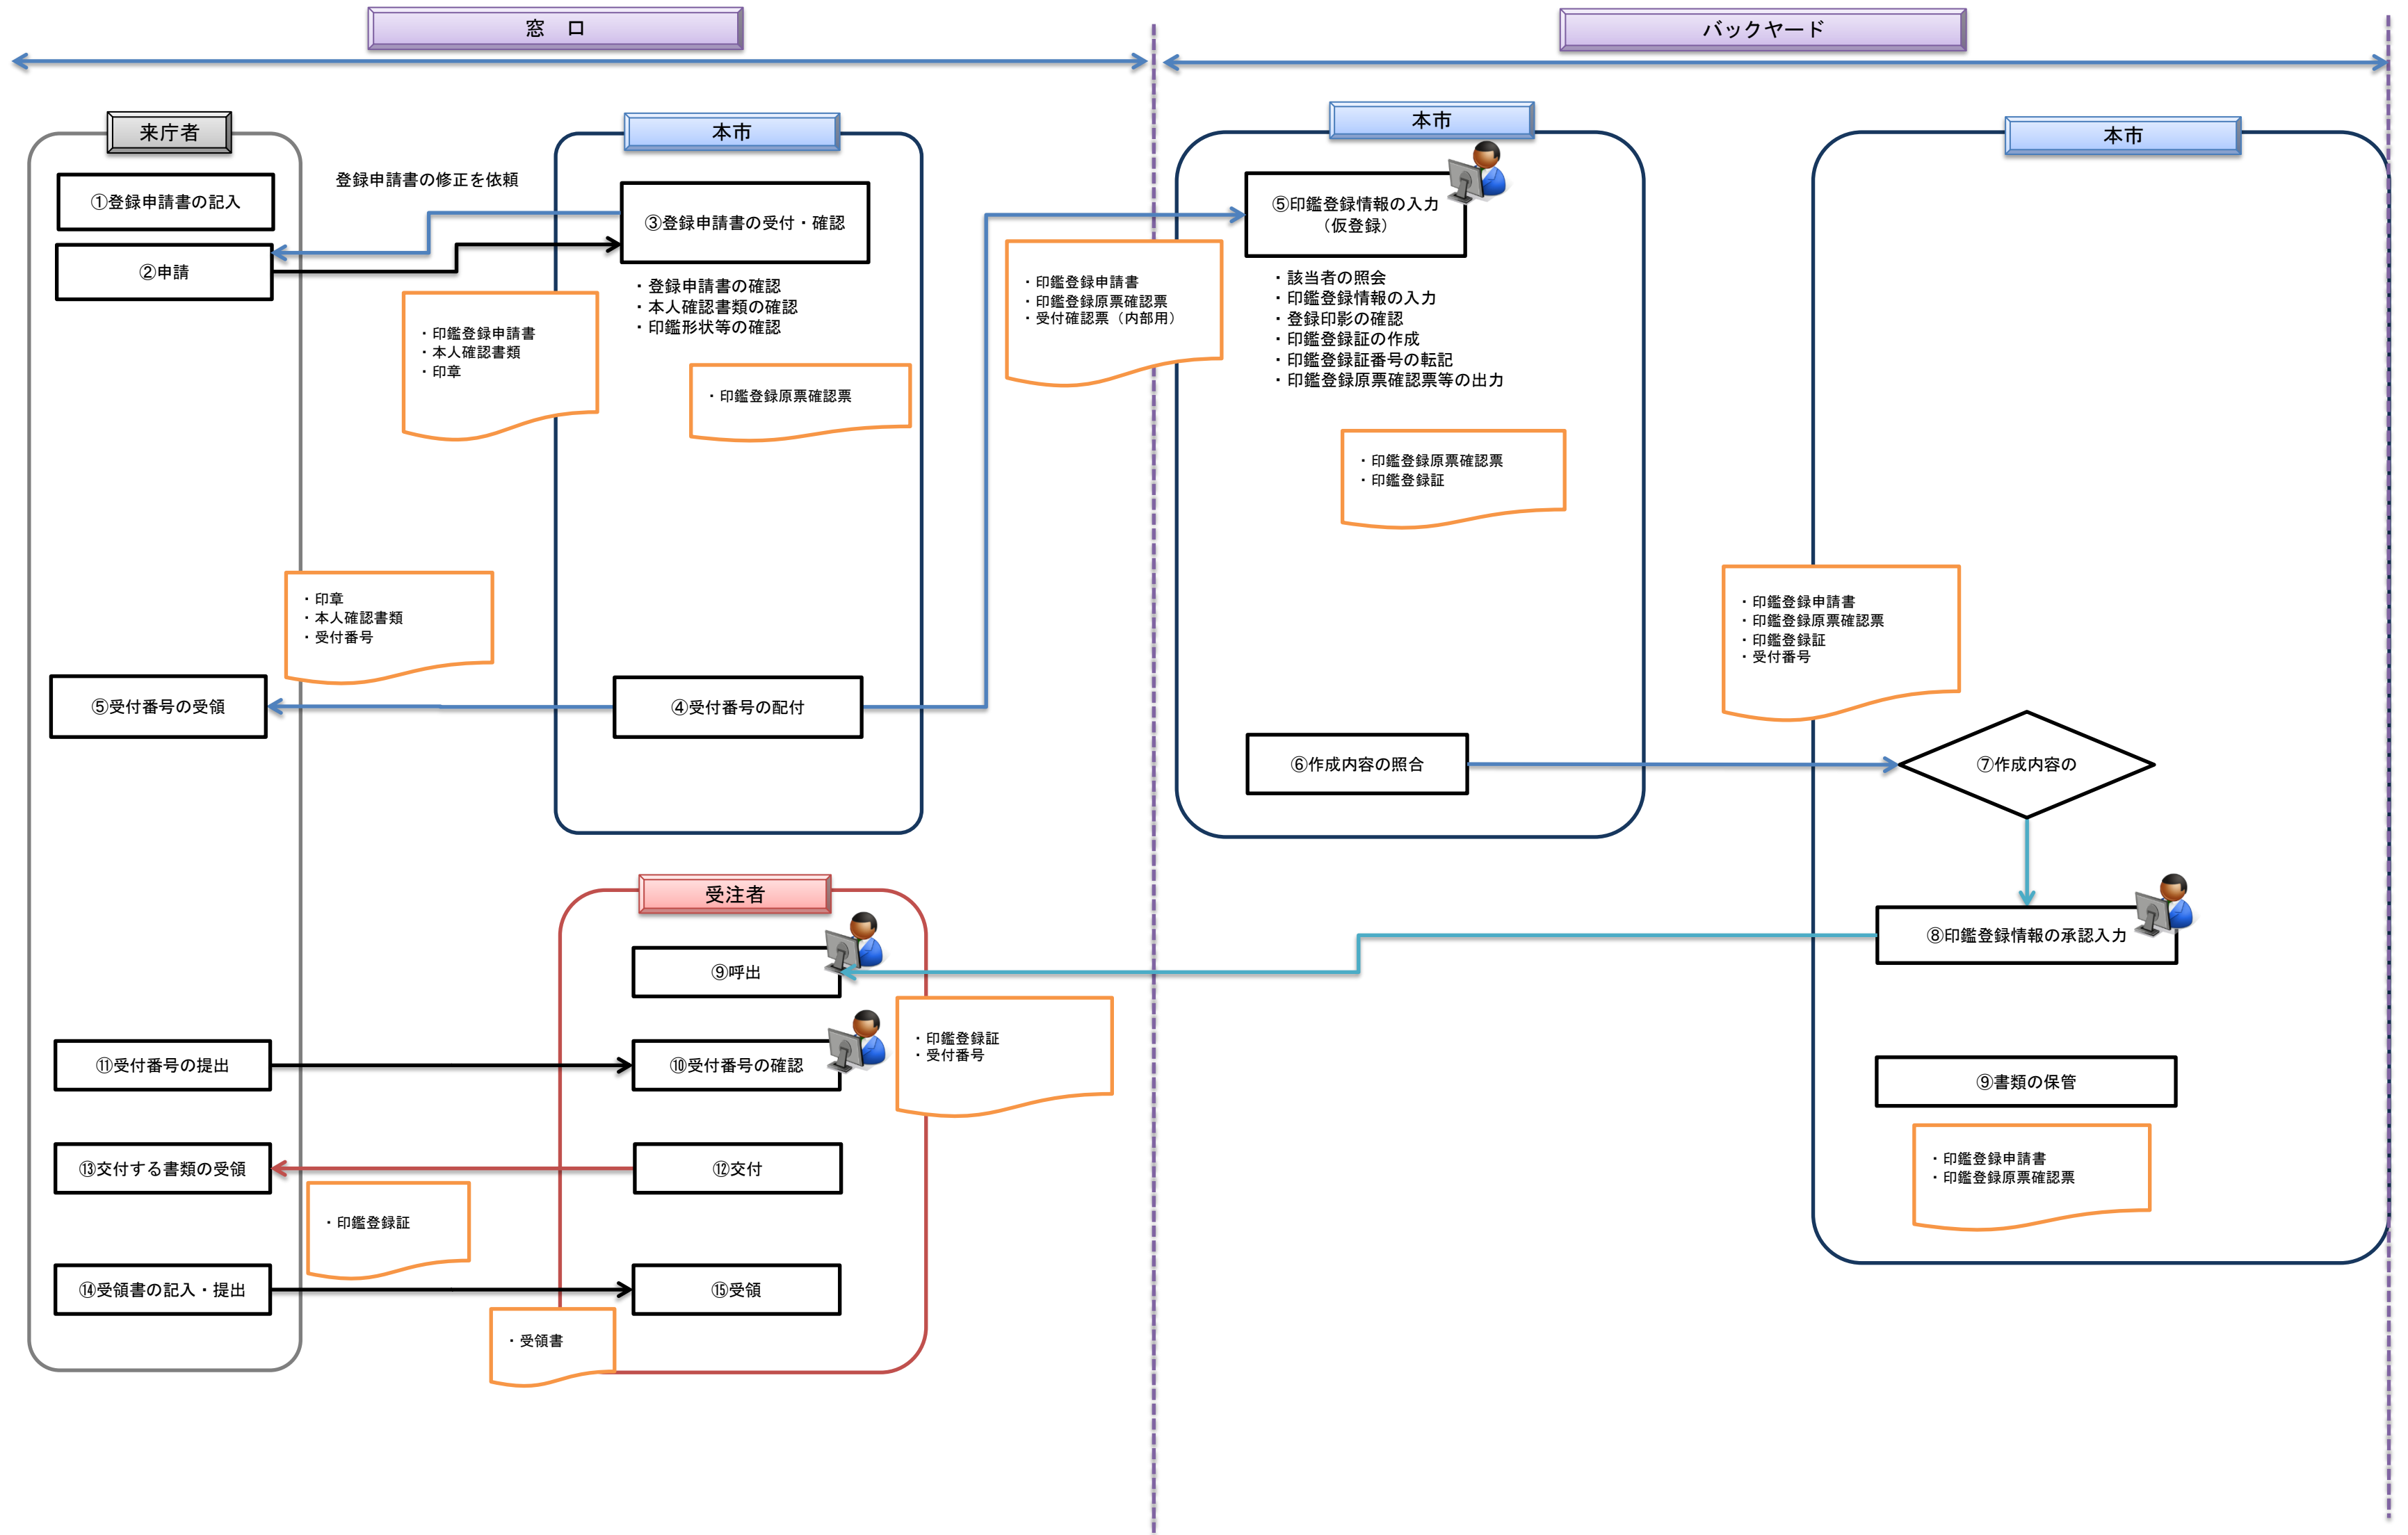 窓　口
バックヤード
来庁者
①登録申請書の記入
②申請
登録申請書の修正を依頼
本市
③登録申請書の受付・確認
・登録申請書の確認
・本人確認書類の確認
・印鑑形状等の確認
・印鑑登録申請書
・本人確認書類
・印章
・印鑑登録原票確認票
・印鑑登録申請書
・印鑑登録原票確認票
・受付確認票（内部用）
本市
⑤印鑑登録情報の入力
（仮登録）
・該当者の照会
・印鑑登録情報の入力
・登録印影の確認
・印鑑登録証の作成
・印鑑登録証番号の転記
・印鑑登録原票確認票等の出力
・印鑑登録原票確認票
・印鑑登録証
本市
・印章
・本人確認書類
・受付番号
⑤受付番号の受領
④受付番号の配付
⑥作成内容の照合
・印鑑登録申請書
・印鑑登録原票確認票
・印鑑登録証
・受付番号
⑦作成内容の
⑧印鑑登録情報の承認入力
受注者
⑨呼出
・印鑑登録証
・受付番号
⑪受付番号の提出
⑩受付番号の確認
⑨書類の保管
・印鑑登録申請書
・印鑑登録原票確認票
⑬交付する書類の受領
⑫交付
・印鑑登録証
⑭受領書の記入・提出
⑮受領
・受領書